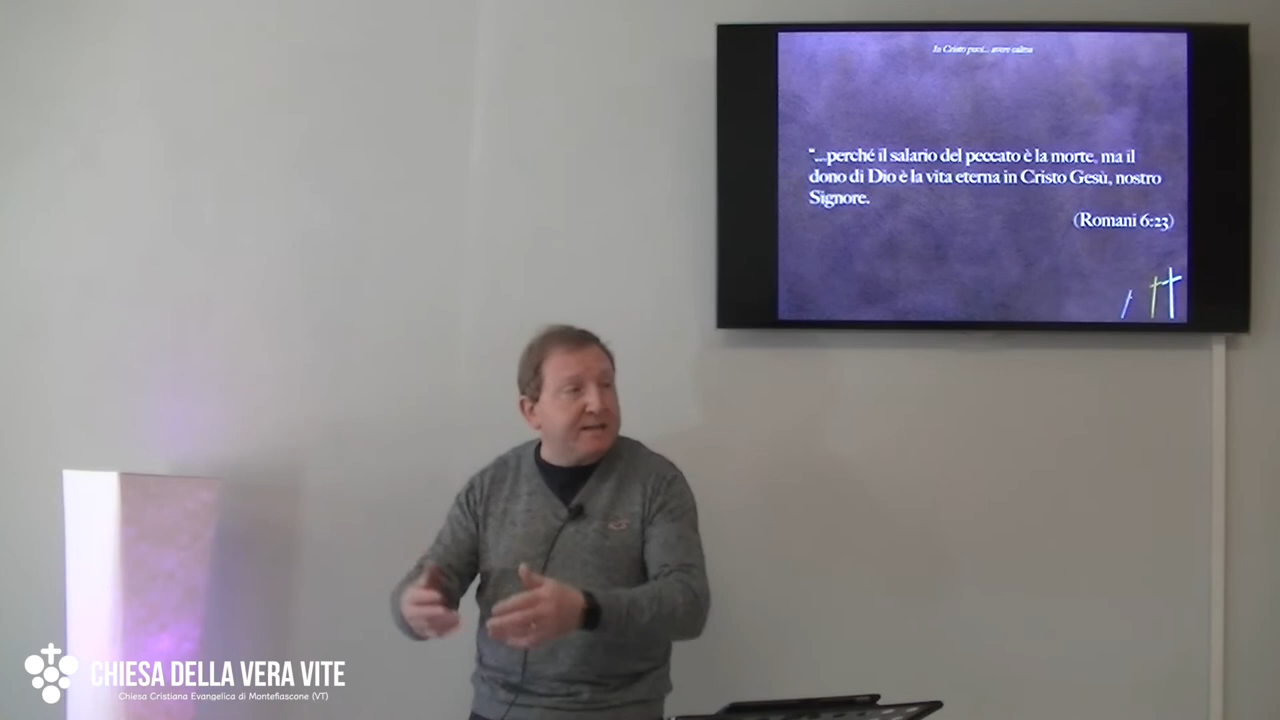 In Cristo puoi... avere calma
“...perché il salario del peccato è la morte, ma il
dono di Dio è la vita eterna in Cristo Gesù, nostro
Signore.
(Romani 6:23)
CHIESA DELLA VERA VITE
Chiesa Cristiana Evangelica di Montefiascone (VT)